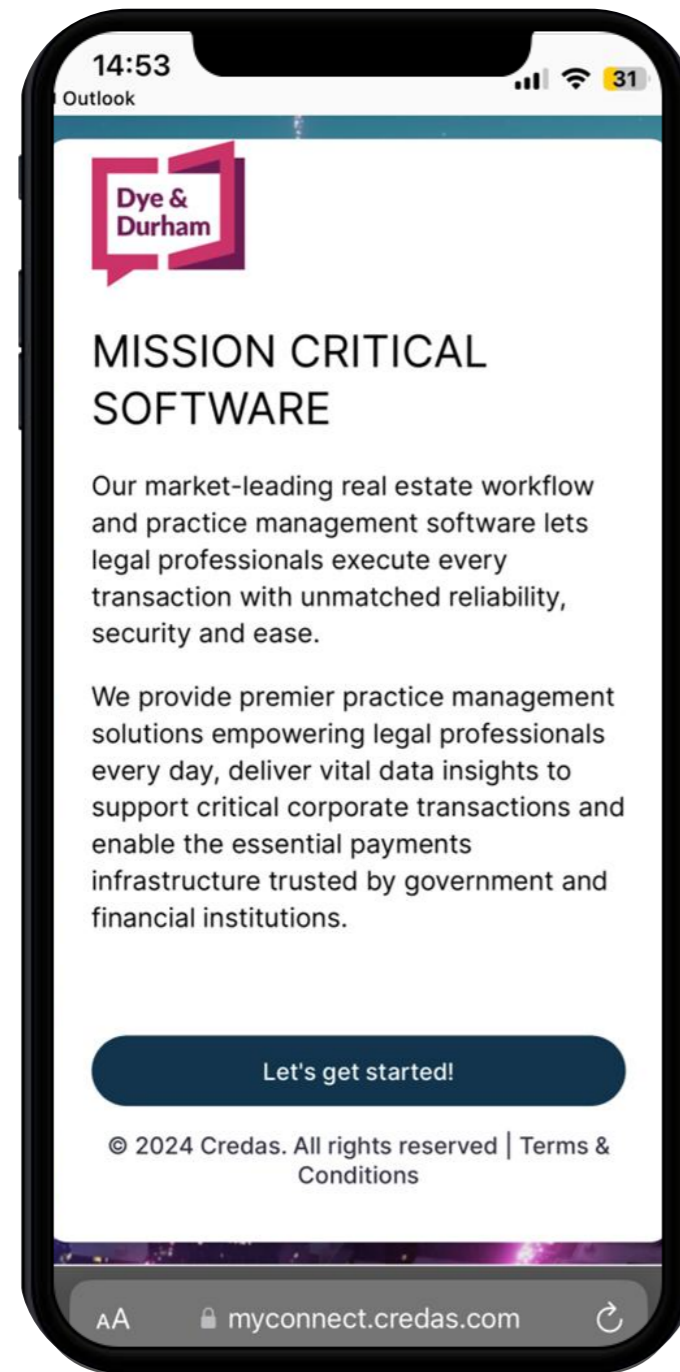 14:53
31
Outlook
Dye &
Durham
MISSION CRITICAL
SOFTWARE
Our market-leading real estate workflow
and practice management software lets
legal professionals execute every
transaction with unmatched reliability,
security and ease.
We provide premier practice management
solutions empowering legal professionals
every day, deliver vital data insights to
support critical corporate transactions and
enable the essential payments
infrastructure trusted by government and
financial institutions.
Let's get started!
© 2024 Credas. All rights reserved | Terms &
Conditions
AA
myconnect.credas.com